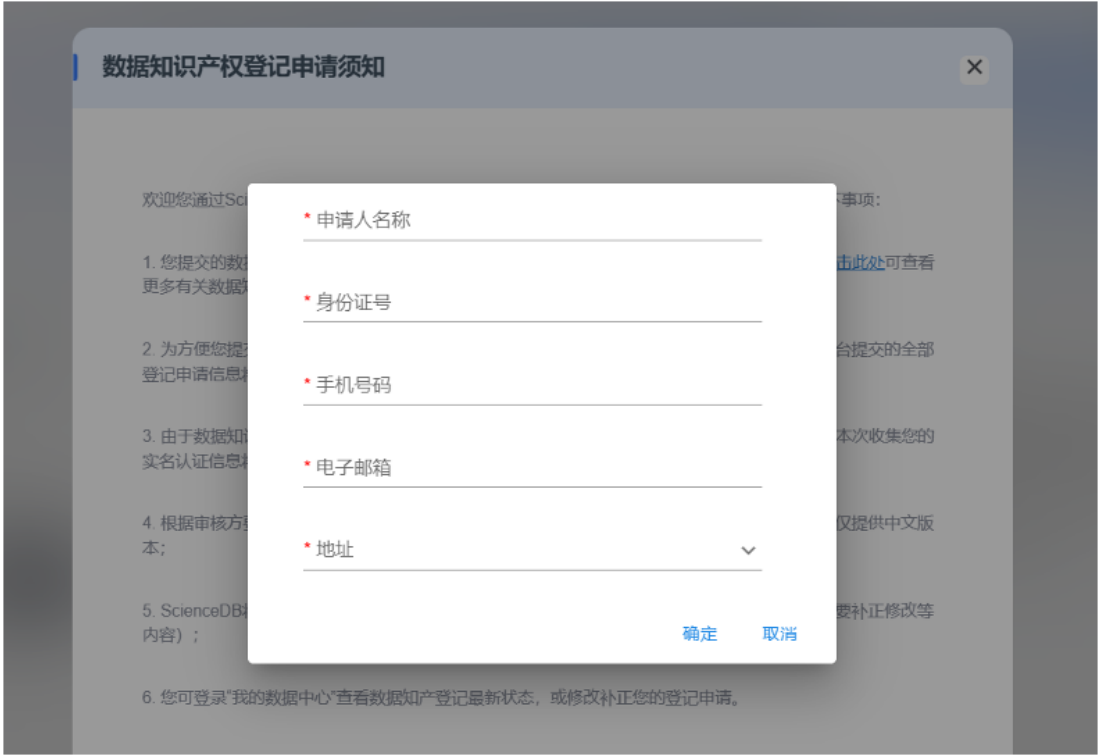 数据知识产权登记申请须知
欢迎您通过Sci
事项：
* 申请人名称
1. 您提交的数
击此处可查看
更多有关数据知
* 身份证号
2. 为方便您提
台提交的全部
登记申请信息
* 手机号码
3. 由于数据知
本次收集您的
实名认证信息
* 电子邮箱
4. 根据审核方
仅提供中文版
本；
* 地址
5. ScienceDB
要补正修改等
内容）；
确定 取消
6. 您可登录“我的数据中心”查看数据知产登记最新状态，或修改补正您的登记申请。